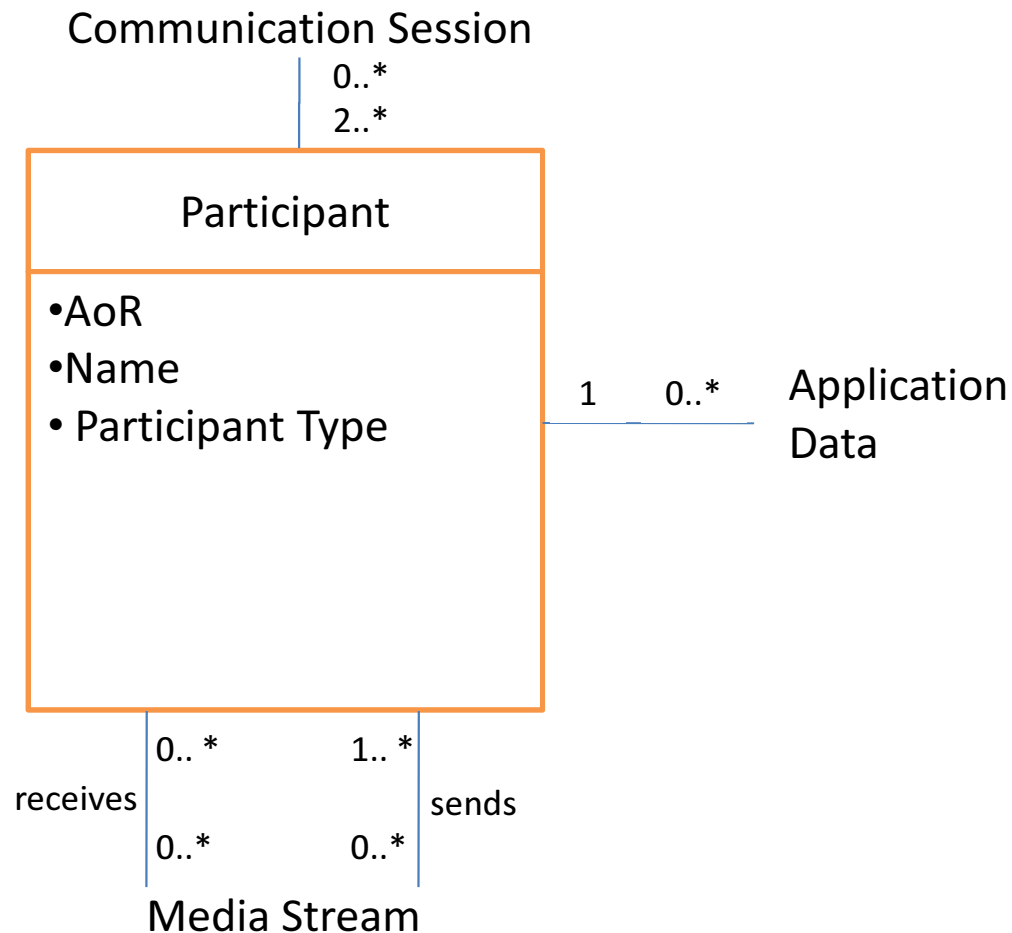 Communication Session
0..*
2..*
Participant
•AoR
•Name
• Participant Type
1 0..*
Application
Data
0.. * 1.. *
receives sends
0..* 0..*
Media Stream